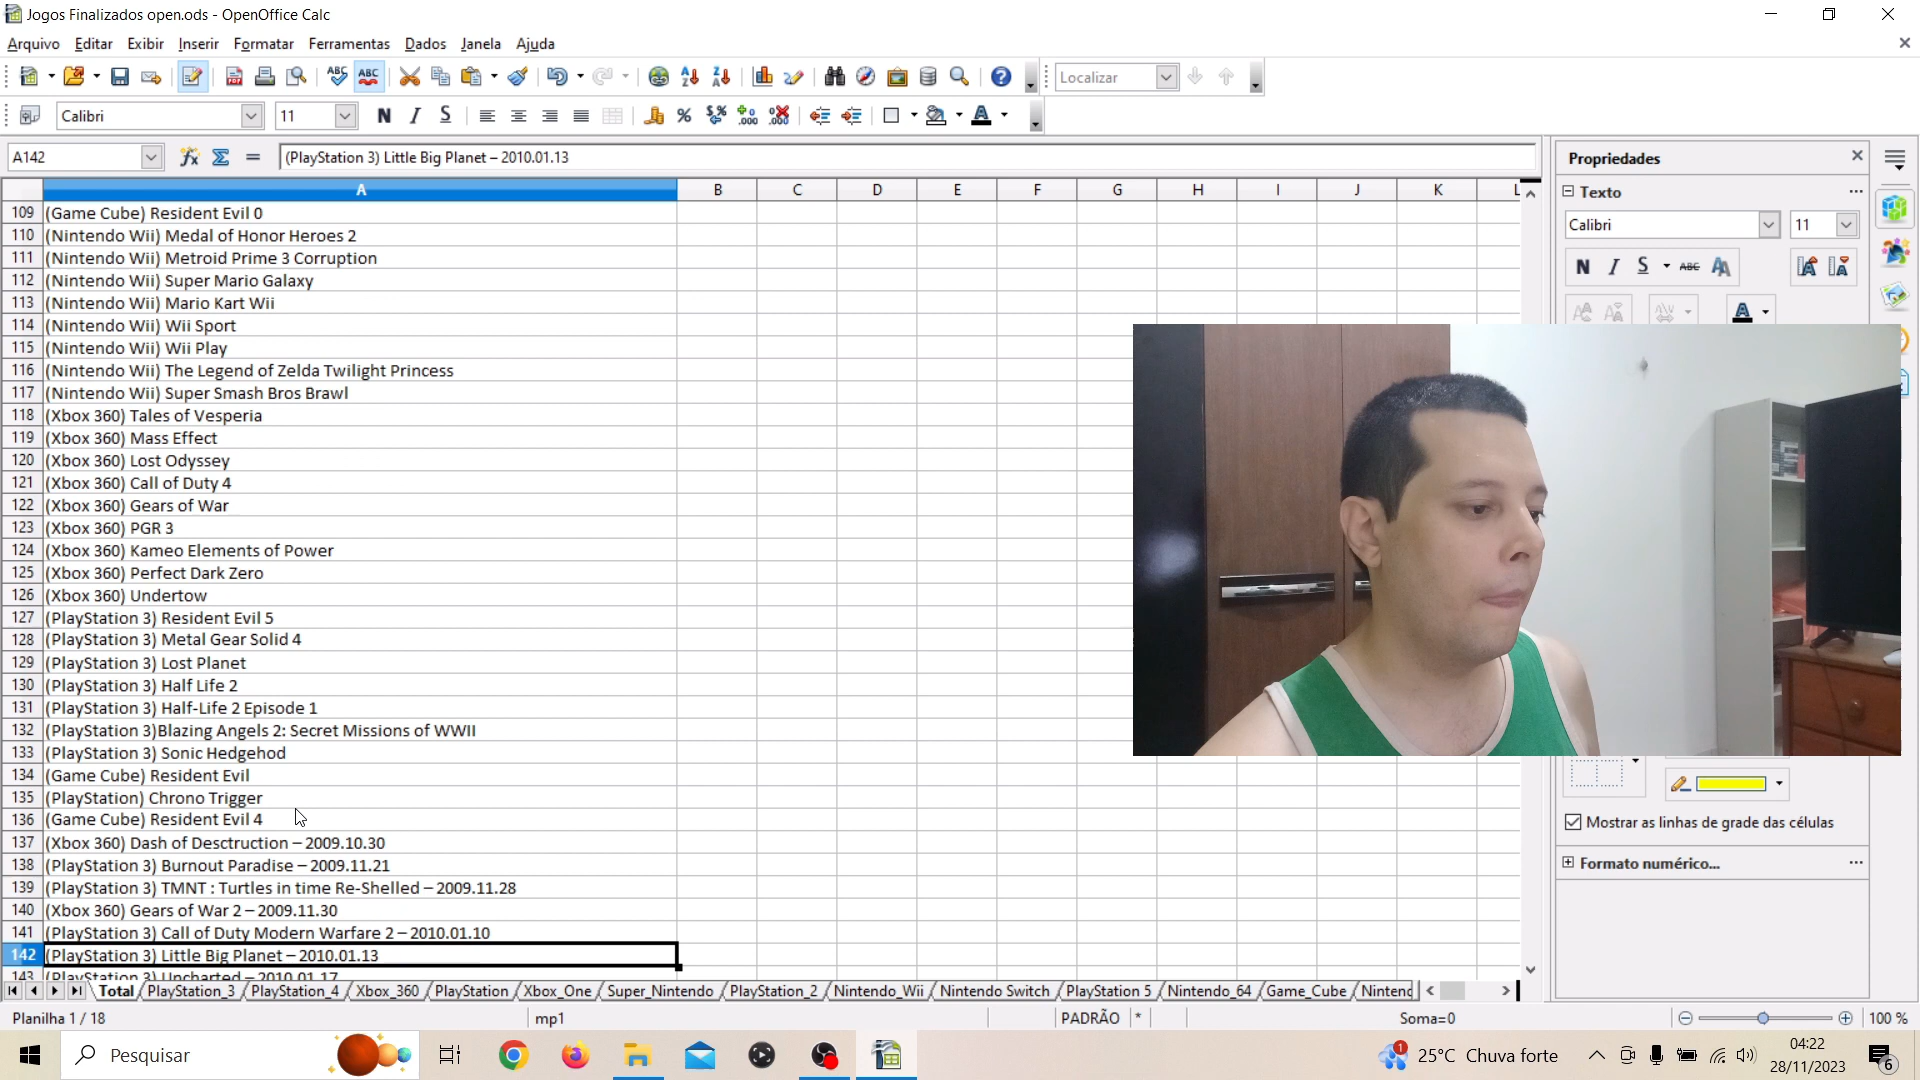 Jogos Finalizados open.ods - OpenOffice Calc
Arquivo Editar Exibir Inserir Formatar Ferramentas Dados Janela Ajuda
Localizar
Calibri 11 N I S
A142 (PlayStation 3) Little Big Planet – 2010.01.13
A B C D E F G H I J K L
109 (Game Cube) Resident Evil 0
110 (Nintendo Wii) Medal of Honor Heroes 2
111 (Nintendo Wii) Metroid Prime 3 Corruption
112 (Nintendo Wii) Super Mario Galaxy
113 (Nintendo Wii) Mario Kart Wii
114 (Nintendo Wii) Wii Sport
115 (Nintendo Wii) Wii Play
116 (Nintendo Wii) The Legend of Zelda Twilight Princess
117 (Nintendo Wii) Super Smash Bros Brawl
118 (Xbox 360) Tales of Vesperia
119 (Xbox 360) Mass Effect
120 (Xbox 360) Lost Odyssey
121 (Xbox 360) Call of Duty 4
122 (Xbox 360) Gears of War
123 (Xbox 360) PGR 3
124 (Xbox 360) Kameo Elements of Power
125 (Xbox 360) Perfect Dark Zero
126 (Xbox 360) Undertow
127 (PlayStation 3) Resident Evil 5
128 (PlayStation 3) Metal Gear Solid 4
129 (PlayStation 3) Lost Planet
130 (PlayStation 3) Half Life 2
131 (PlayStation 3) Half-Life 2 Episode 1
132 (PlayStation 3)Blazing Angels 2: Secret Missions of WWII
133 (PlayStation 3) Sonic Hedgehod
134 (Game Cube) Resident Evil
135 (PlayStation) Chrono Trigger
136 (Game Cube) Resident Evil 4
137 (Xbox 360) Dash of Desctruction – 2009.10.30
138 (PlayStation 3) Burnout Paradise – 2009.11.21
139 (PlayStation 3) TMNT : Turtles in time Re-Shelled – 2009.11.28
140 (Xbox 360) Gears of War 2 – 2009.11.30
141 (PlayStation 3) Call of Duty Modern Warfare 2 – 2010.01.10
142 (PlayStation 3) Little Big Planet – 2010.01.13
143 (PlayStation 3) Uncharted – 2010.01.17
Propriedades
Texto
Calibri 11
N I S ABC
Mostrar as linhas de grade das células
Formato numérico...
Total PlayStation_3 PlayStation_4 Xbox_360 PlayStation Xbox_One Super_Nintendo PlayStation_2 Nintendo_Wii Nintendo Switch PlayStation 5 Nintendo_64 Game_Cube Nintend
Planilha 1 / 18 mp1 PADRÃO * Soma=0 100 %
Pesquisar
1 25°C Chuva forte
04:22
28/11/2023
6